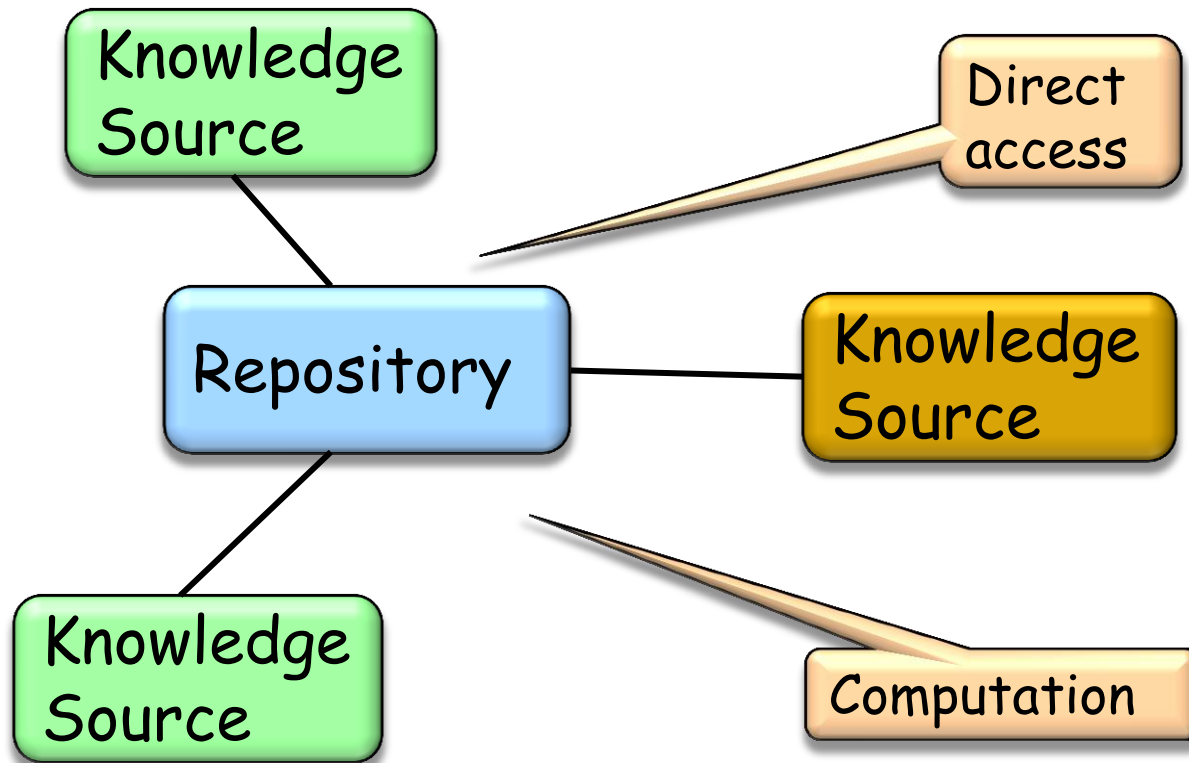 Knowledge
Source
Direct
access
Repository
Knowledge
Source
Knowledge
Source
Computation